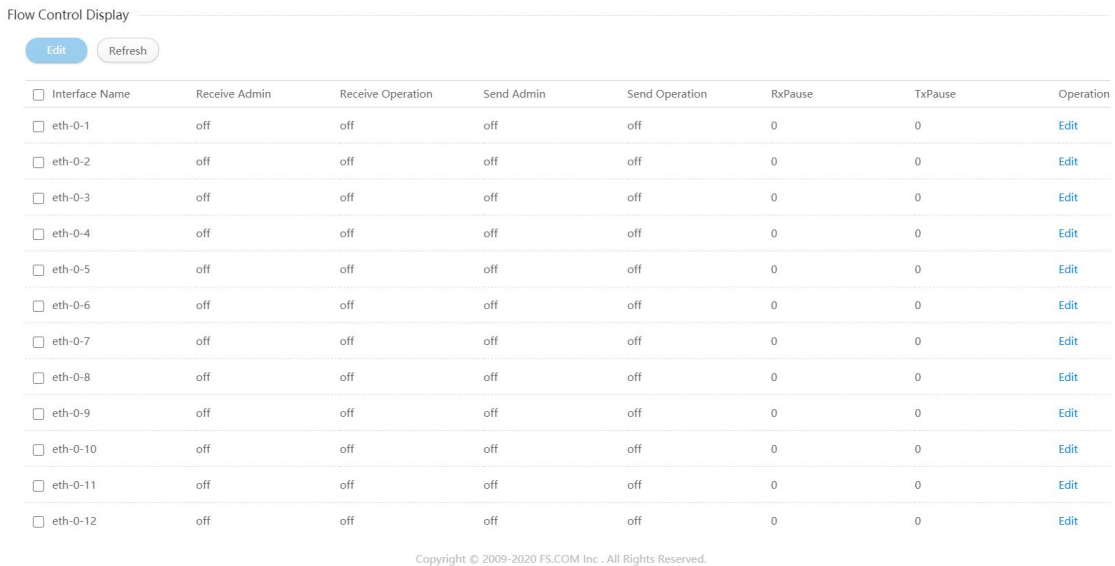 Flow Control Display
Edit Refresh
Interface Name Receive Admin Receive Operation Send Admin Send Operation RxPause TxPause Operation
eth-0-1 off off off off 0 0 Edit
eth-0-2 off off off off 0 0 Edit
eth-0-3 off off off off 0 0 Edit
eth-0-4 off off off off 0 0 Edit
eth-0-5 off off off off 0 0 Edit
eth-0-6 off off off off 0 0 Edit
eth-0-7 off off off off 0 0 Edit
eth-0-8 off off off off 0 0 Edit
eth-0-9 off off off off 0 0 Edit
eth-0-10 off off off off 0 0 Edit
eth-0-11 off off off off 0 0 Edit
eth-0-12 off off off off 0 0 Edit
Copyright © 2009-2020 FS.COM Inc . All Rights Reserved.